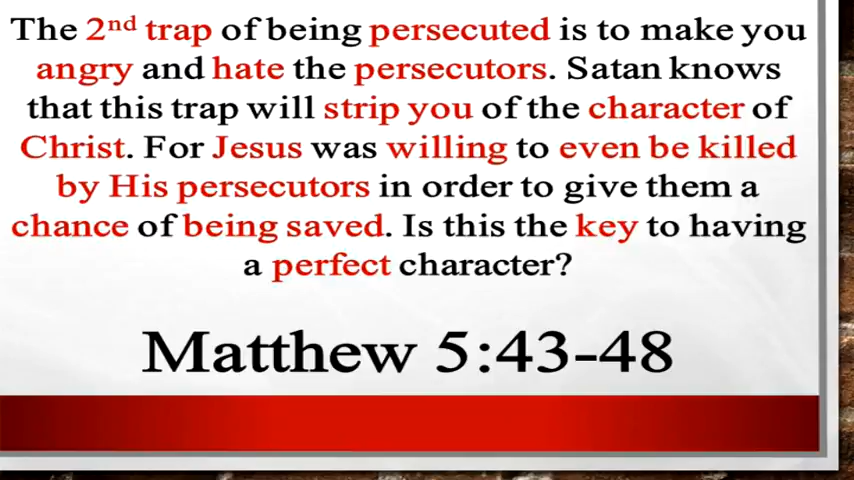 The 2nd trap of being persecuted is to make you
angry and hate the persecutors. Satan knows
that this trap will strip you of the character of
Christ. For Jesus was willing to even be killed
by His persecutors in order to give them a
chance of being saved. Is this the key to having
a perfect character?
Matthew 5:43-48